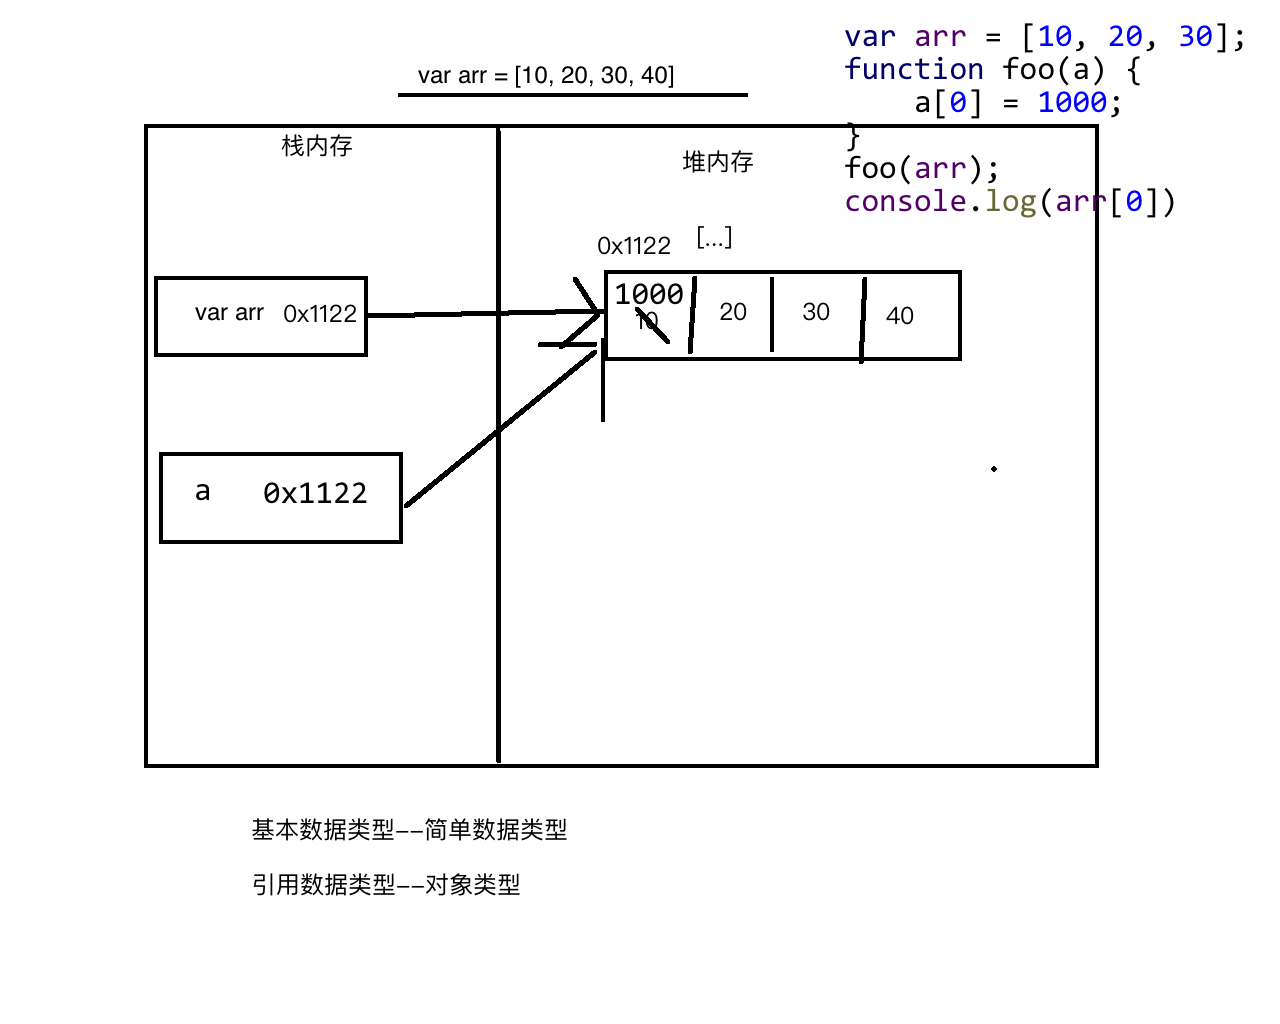 var arr = [10, 20, 30];
function foo(a) {
    a[0] = 1000;
}
foo(arr);
console.log(arr[0])
var arr = [10, 20, 30, 40]
栈内存
堆内存
0x1122 [...]
var arr 0x1122
1000
10 20 30 40
a 0x1122
基本数据类型--简单数据类型
引用数据类型--对象类型